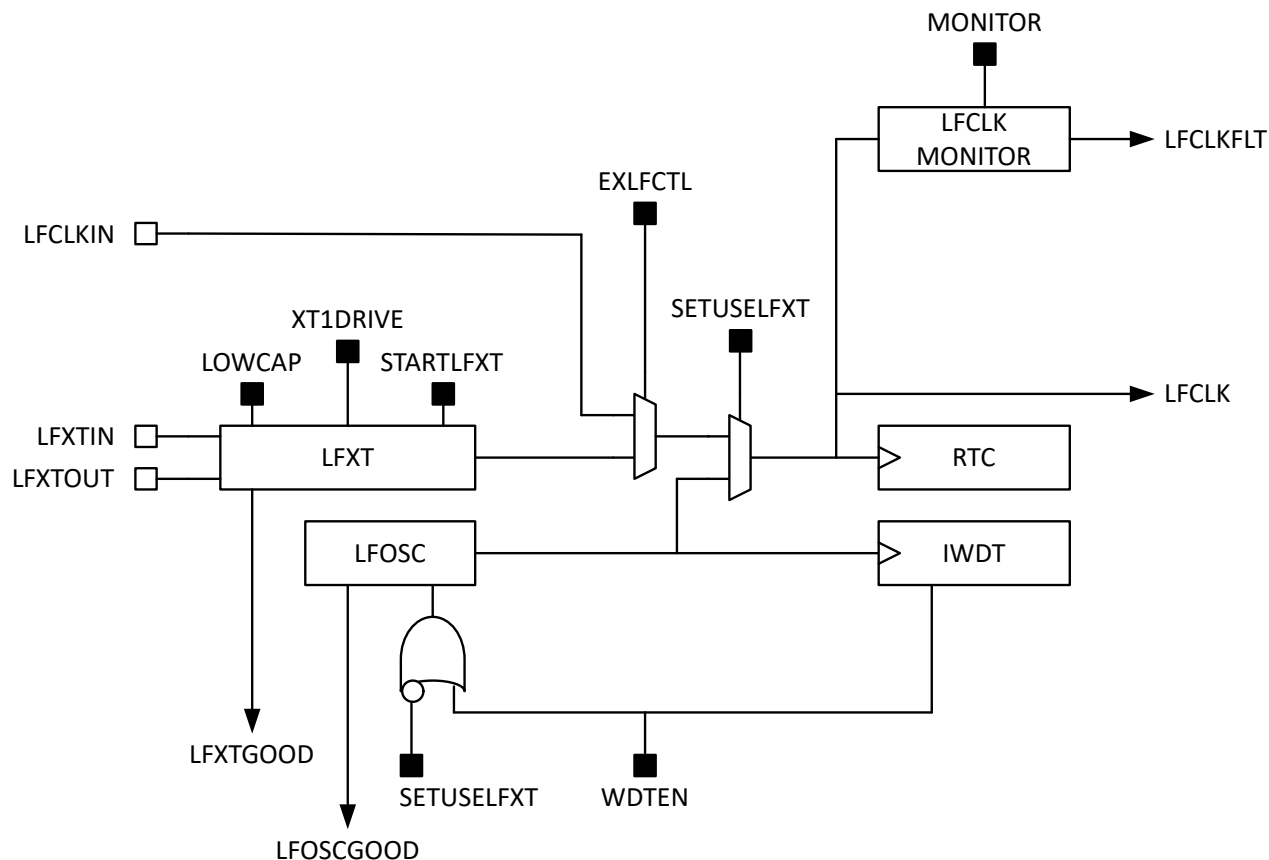 MONITOR
LFCLK
MONITOR
LFCLKFLT
EXLFCTL
LFCLKIN
SETUSELFXT
XT1DRIVE
LOWCAP
STARTLFXT
LFCLK
LFXTIN
LFXT
RTC
LFXTOUT
LFOSC
IWDT
LFXTGOOD
SETUSELFXT
WDTEN
LFOSCGOOD